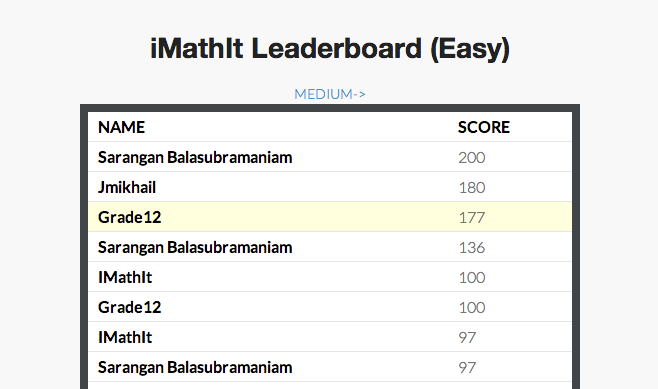 iMathIt Leaderboard (Easy)
MEDIUM->
NAME SCORE
Sarangan Balasubramaniam 200
Jmikhail 180
Grade12 177
Sarangan Balasubramaniam 136
IMathIt 100
Grade12 100
IMathIt 97
Sarangan Balasubramaniam 97